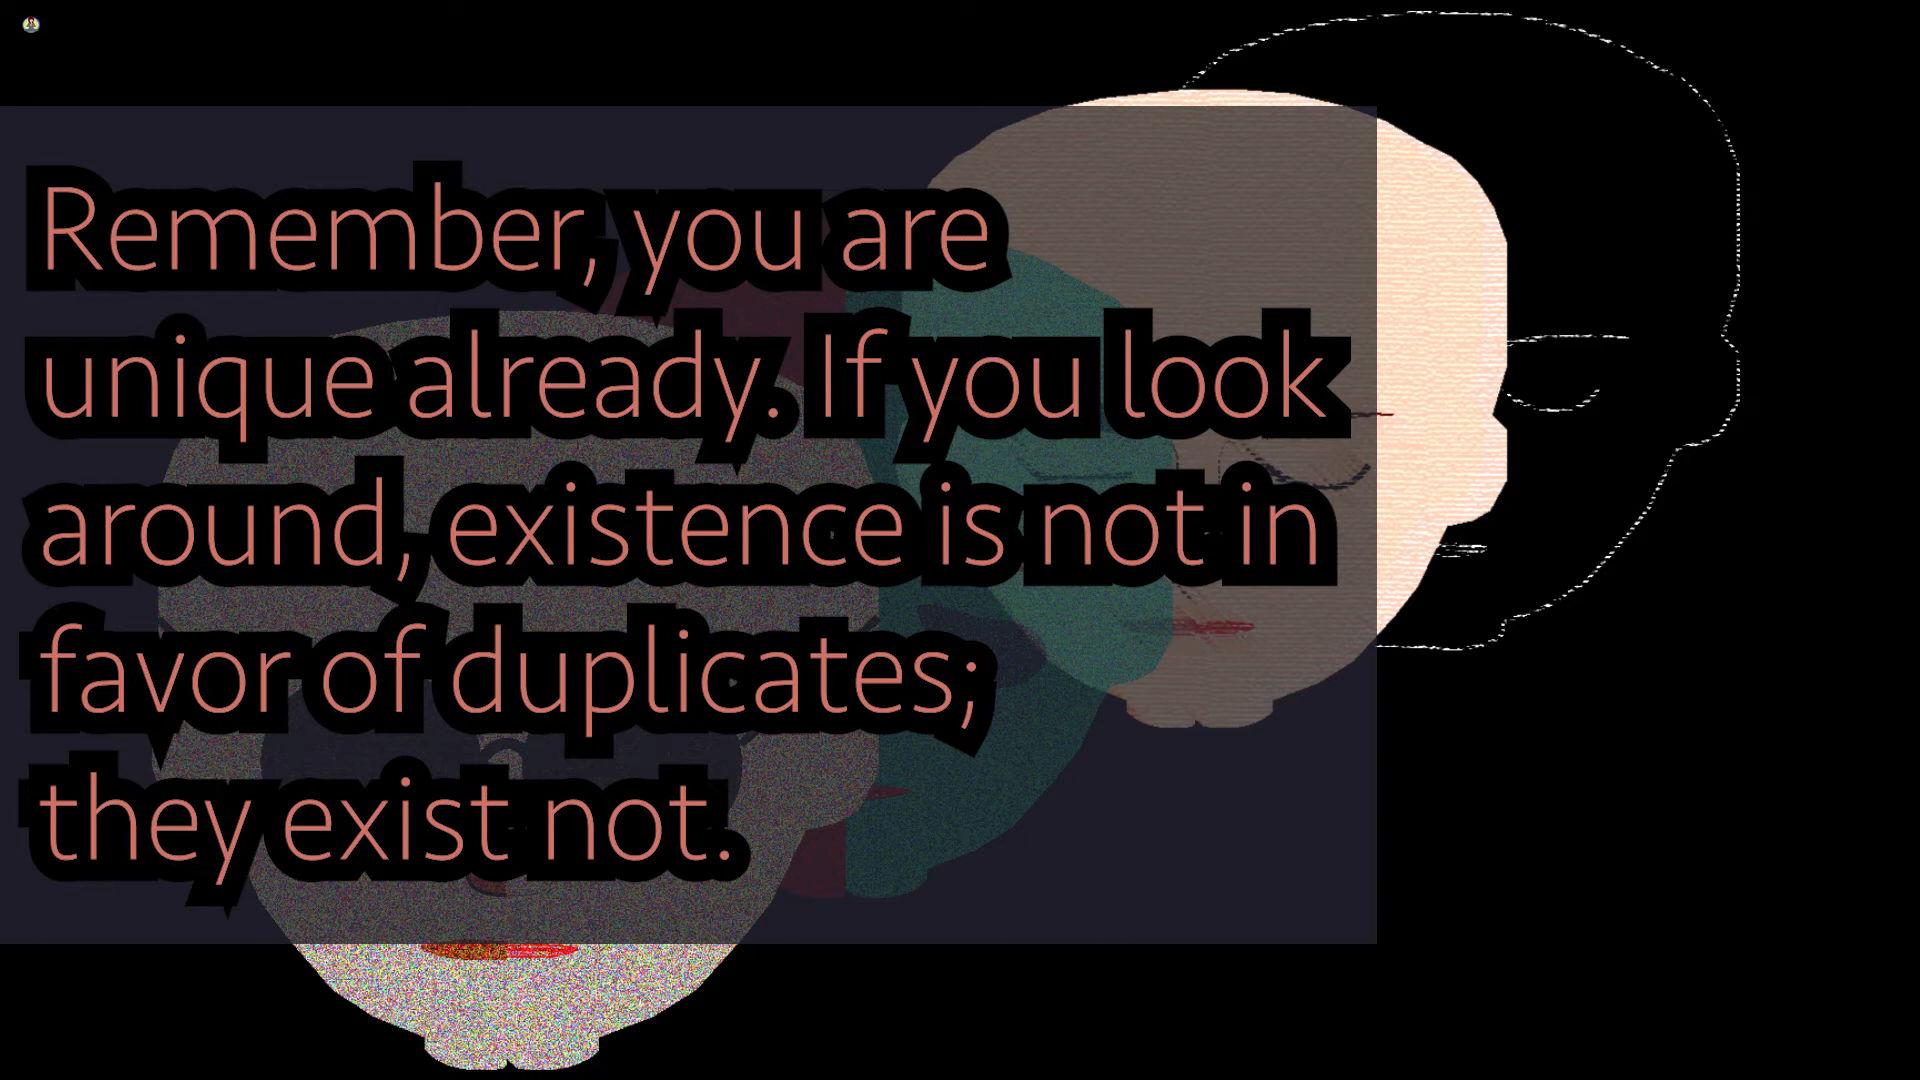 Remember, you are
unique already. If you look
around, existence is not in
favor of duplicates;
they exist not.